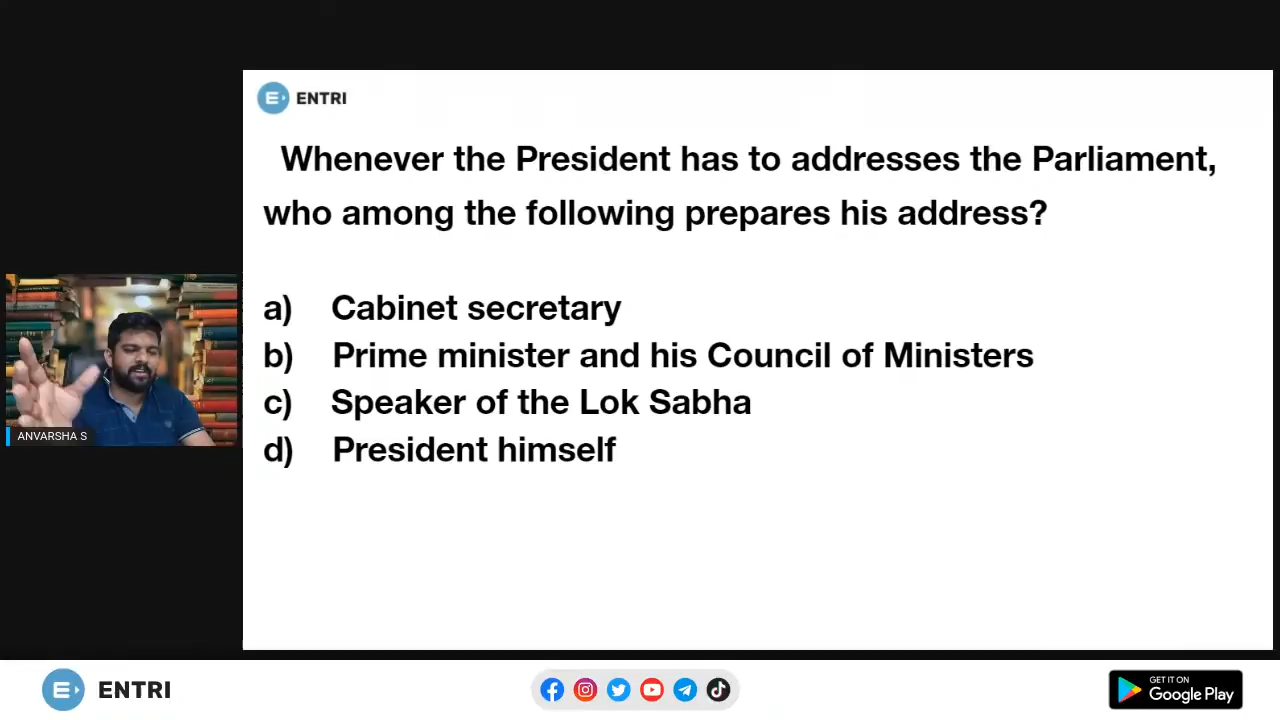 ENTRI
Whenever the President has to addresses the Parliament,
who among the following prepares his address?
a) Cabinet secretary
b) Prime minister and his Council of Ministers
c) Speaker of the Lok Sabha
d) President himself
ANVARSHA S
ENTRI
GET IT ON
Google Play